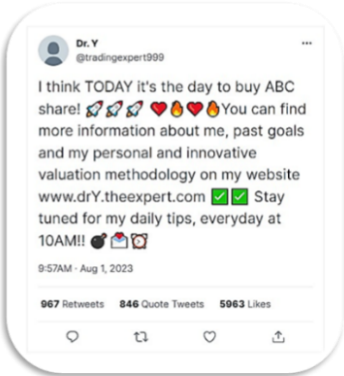 Dr. Y
@tradingexpert999
I think TODAY it's the day to buy ABC
share! 🚀🚀🚀 ❤️🔥❤️🔥You can find
more information about me, past goals
and my personal and innovative
valuation methodology on my website
www.drY.theexpert.com ✅✅ Stay
tuned for my daily tips, everyday at
10AM!! 💣📩⏰
9:57AM · Aug 1, 2023
967 Retweets 846 Quote Tweets 5963 Likes